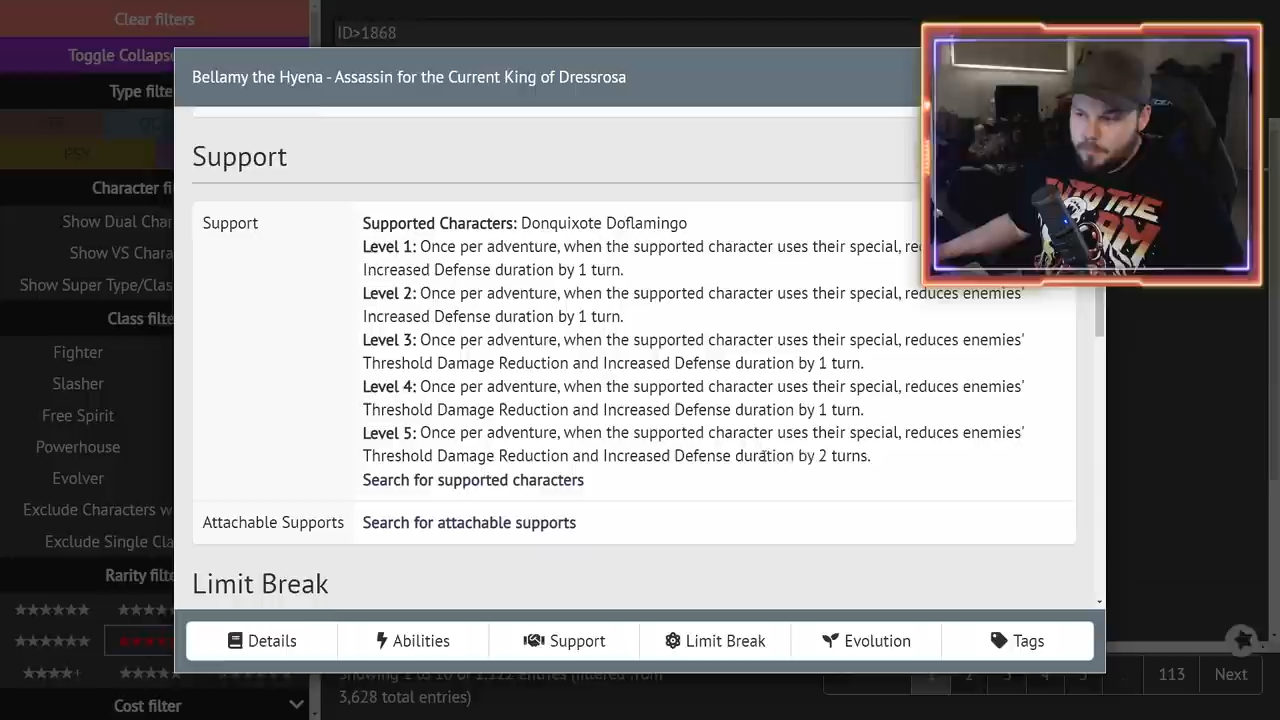 Clear filters
ID>1868
Toggle Collapse
Bellamy the Hyena - Assassin for the Current King of Dressrosa
Type filte
PSY
Support
Character fi
Show Dual Char
Show VS Chara
Show Super Type/Clas
Class filte
Fighter
Slasher
Free Spirit
Powerhouse
Evolver
Exclude Characters w
Exclude Single Cla
Rarity filte
Cost filter
Support
Supported Characters: Donquixote Doflamingo
Level 1: Once per adventure, when the supported character uses their special, red
Increased Defense duration by 1 turn.
Level 2: Once per adventure, when the supported character uses their special, reduces enemies'
Increased Defense duration by 1 turn.
Level 3: Once per adventure, when the supported character uses their special, reduces enemies'
Threshold Damage Reduction and Increased Defense duration by 1 turn.
Level 4: Once per adventure, when the supported character uses their special, reduces enemies'
Threshold Damage Reduction and Increased Defense duration by 1 turn.
Level 5: Once per adventure, when the supported character uses their special, reduces enemies'
Threshold Damage Reduction and Increased Defense duration by 2 turns.
Search for supported characters
Attachable Supports
Search for attachable supports
Limit Break
Details
Abilities
Support
Limit Break
Evolution
Tags
3,628 total entries)
113
Next
INTO THE